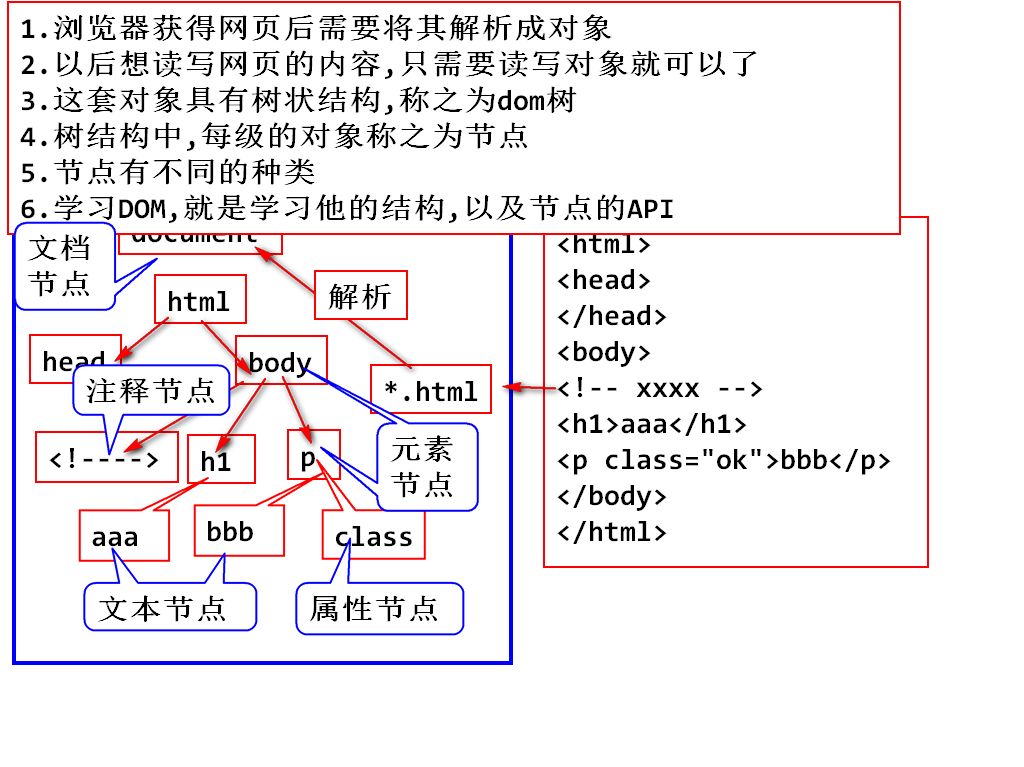 1.浏览器获得网页后需要将其解析成对象
2.以后想读写网页的内容,只需要读写对象就可以了
3.这套对象具有树状结构,称之为dom树
4.树结构中,每级的对象称之为节点
5.节点有不同的种类
6.学习DOM,就是学习他的结构,以及节点的API
文档
节点
document
html
解析
head
body
*.html
注释节点
<!---->
h1
p
元素
节点
aaa
bbb
class
文本节点
属性节点
<html>
<head>
</head>
<body>
<!-- xxxx -->
<h1>aaa</h1>
<p class="ok">bbb</p>
</body>
</html>